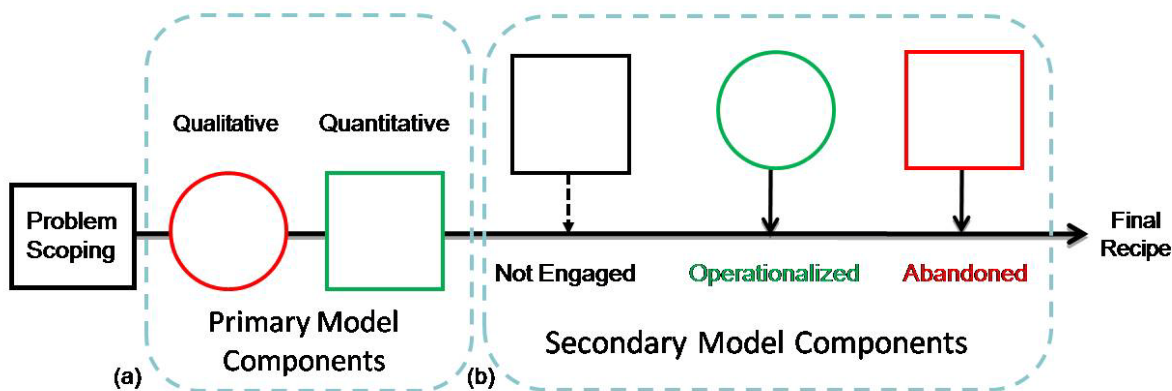 Qualitative
Quantitative
Problem
Scoping
Primary Model
Components
(a)
Not Engaged
Operationalized
Abandoned
Secondary Model Components
(b)
Final
Recipe